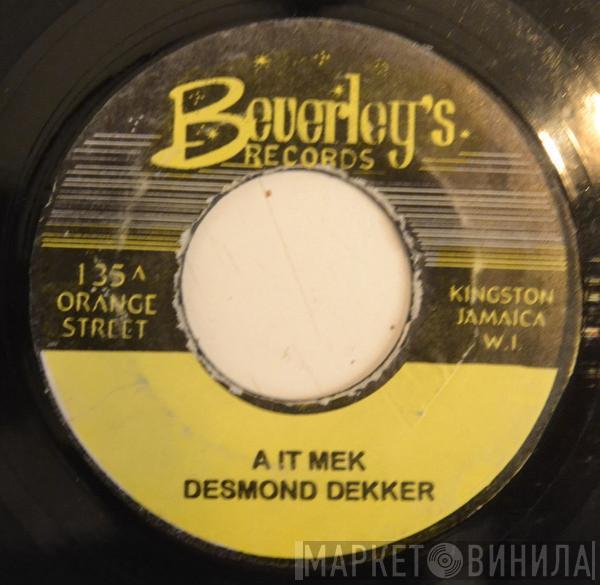 Beverley's.
RECORDS
135A
ORANGE
STREET
KINGSTON
JAMAICA
W.I.
A IT MEK
DESMOND DEKKER
МАРКЕТ ВИНИЛА